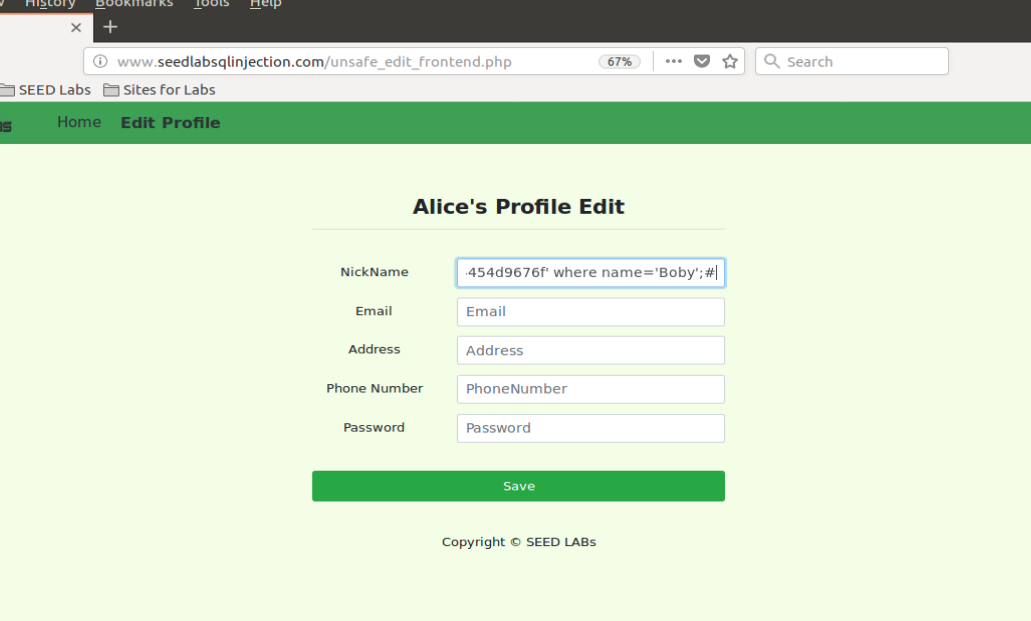 History Bookmarks Tools Help
www.seedlabsqlinjection.com/unsafe_edit_frontend.php 67% Search
SEED Labs Sites for Labs
Home Edit Profile
Alice's Profile Edit
NickName 454d9676f' where name='Boby';#
Email Email
Address Address
Phone Number PhoneNumber
Password Password
Save
Copyright © SEED LABs